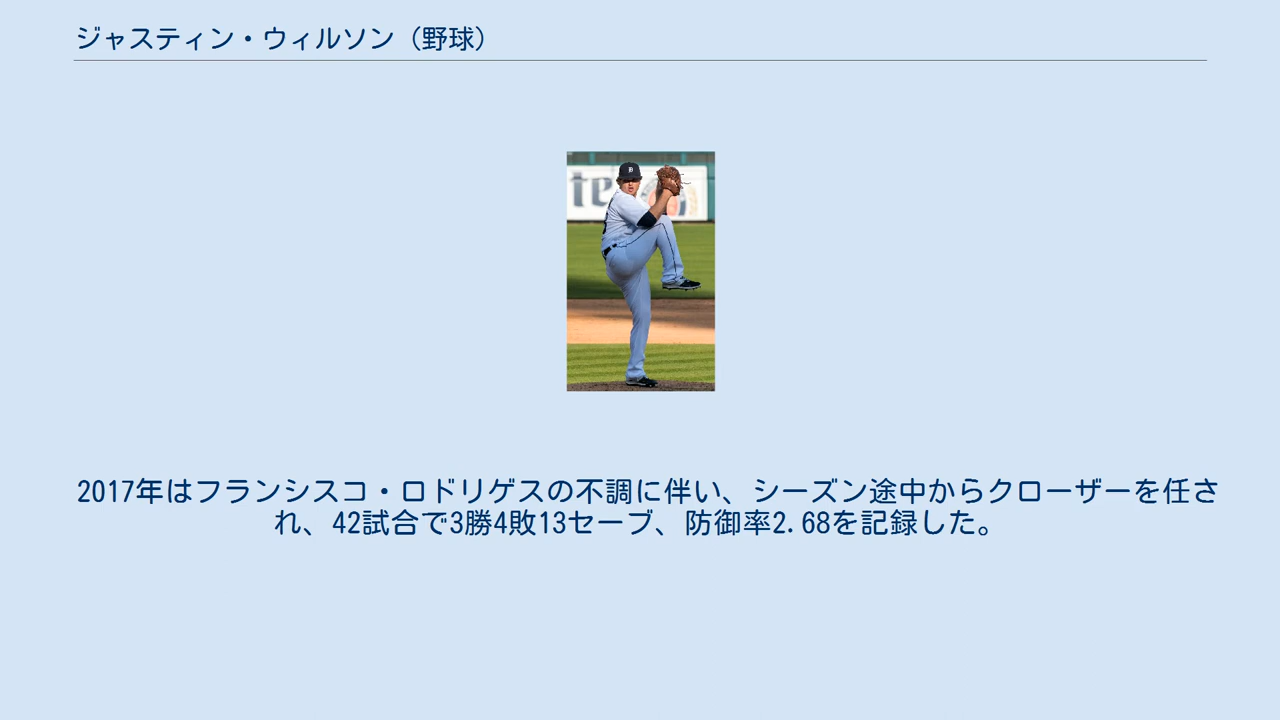 ジャスティン・ウィルソン（野球）
te
D
2017年はフランシスコ・ロドリゲスの不調に伴い、シーズン途中からクローザーを任さ
れ、42試合で3勝4敗13セーブ、防御率2.68を記録した。